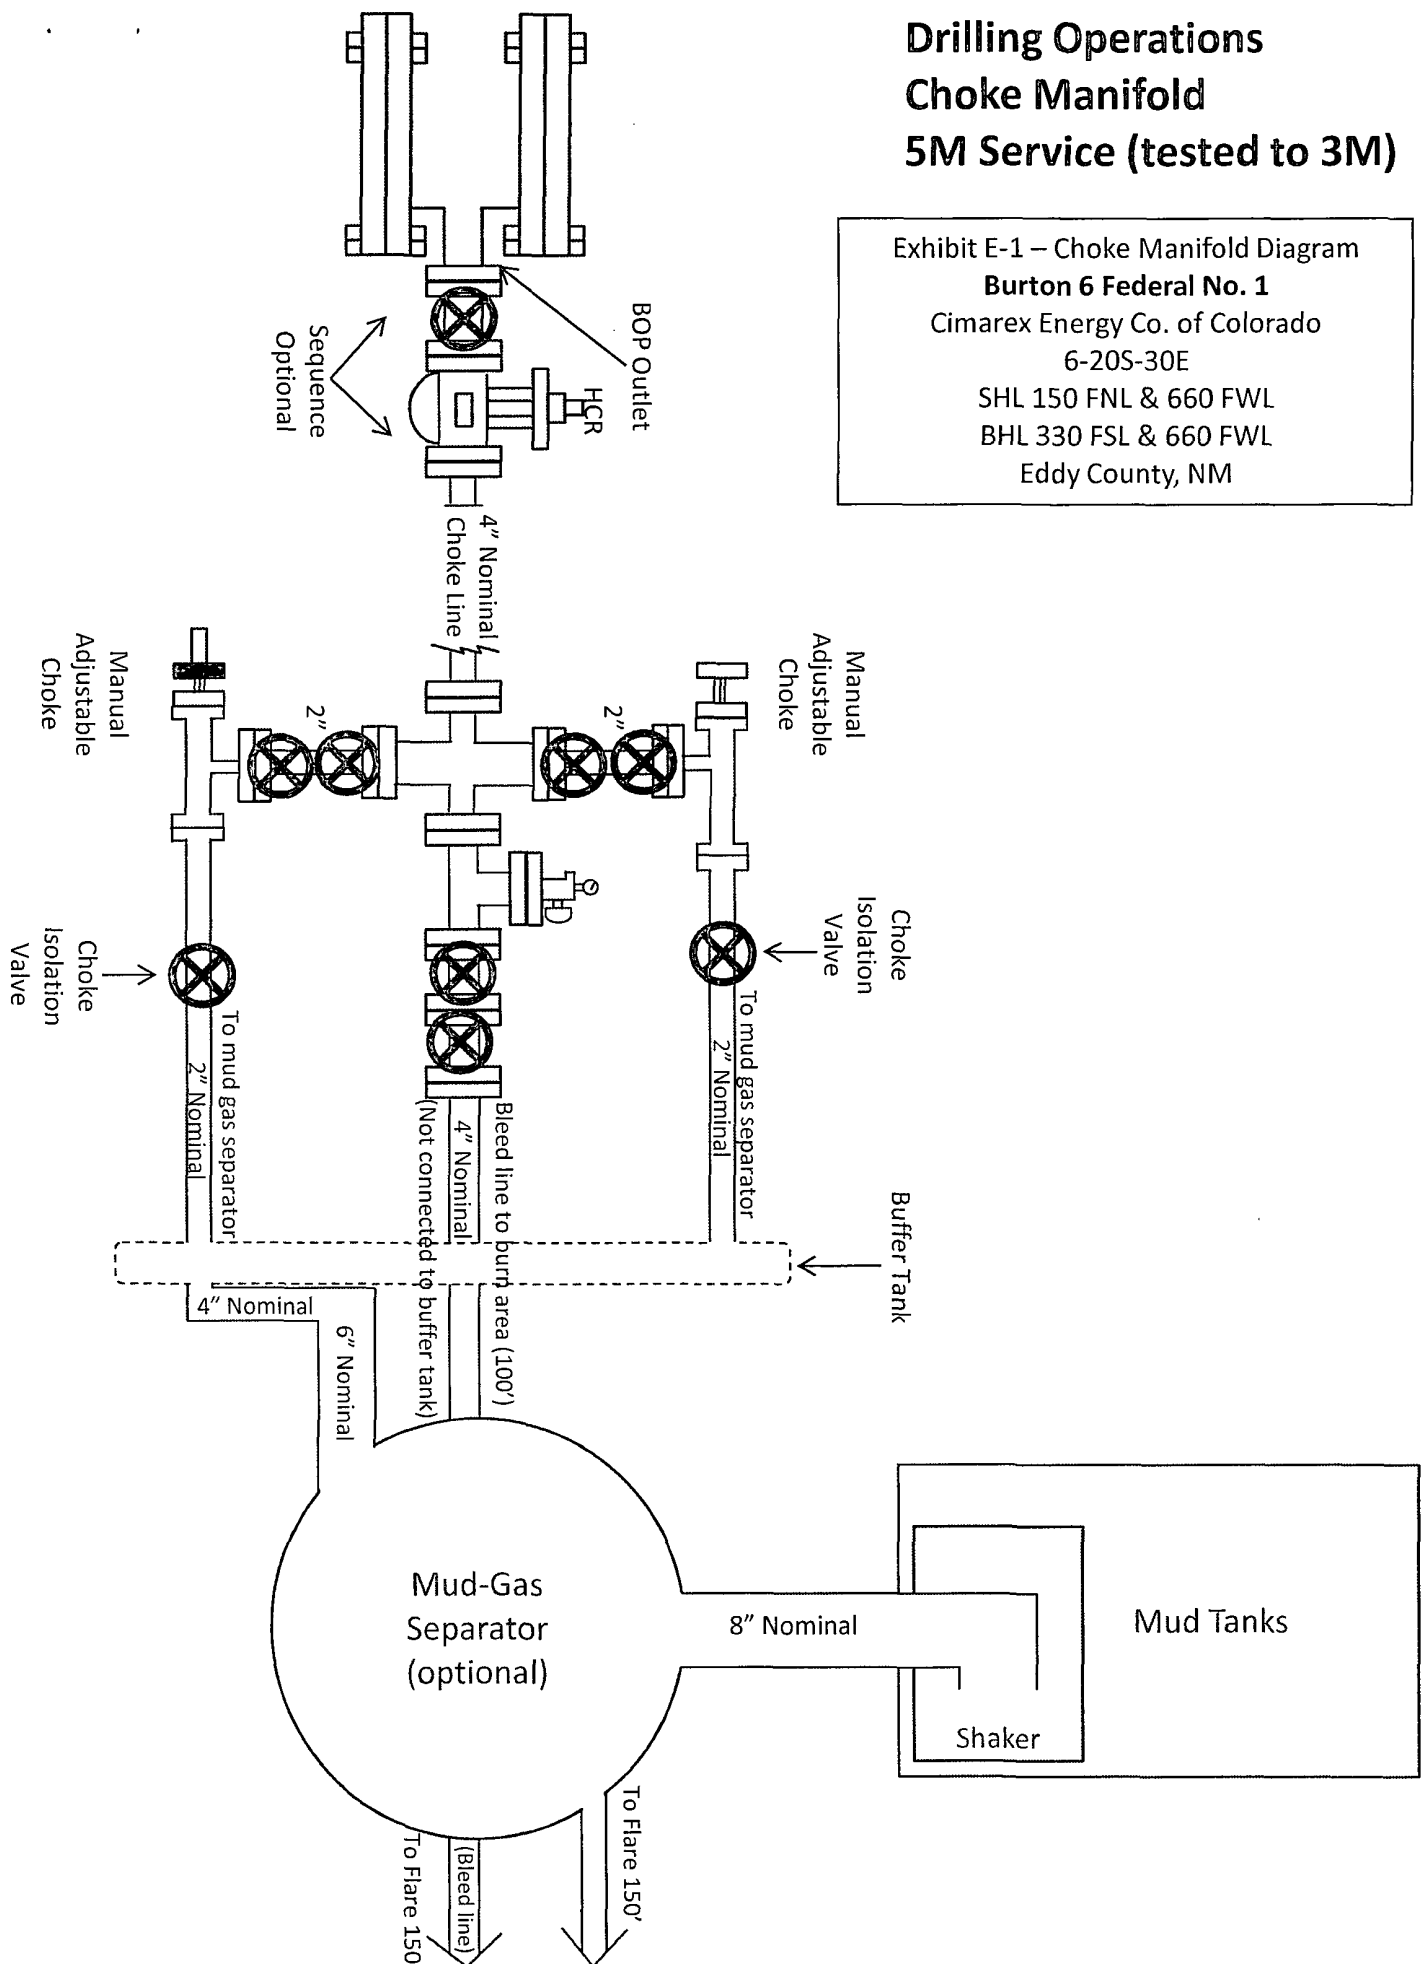 Drilling Operations
Choke Manifold
5M Service (tested to 3M)
Exhibit E-1 – Choke Manifold Diagram
Burton 6 Federal No. 1
Cimarex Energy Co. of Colorado
6-20S-30E
SHL 150 FNL & 660 FWL
BHL 330 FSL & 660 FWL
Eddy County, NM
BOP Outlet
HCR
Sequence
Optional
4" Nominal
Choke Line
Manual
Adjustable
Choke
Manual
Adjustable
Choke
2"
2"
Choke
Isolation
Valve
Choke
Isolation
Valve
To mud gas separator
2" Nominal
To mud gas separator
2" Nominal
Bleed line to burn area (100')
4" Nominal
(Not connected to buffer tank)
Buffer Tank
4" Nominal
6" Nominal
Mud-Gas
Separator
(optional)
8" Nominal
Mud Tanks
Shaker
To Flare 150'
(Bleed line)
To Flare 150